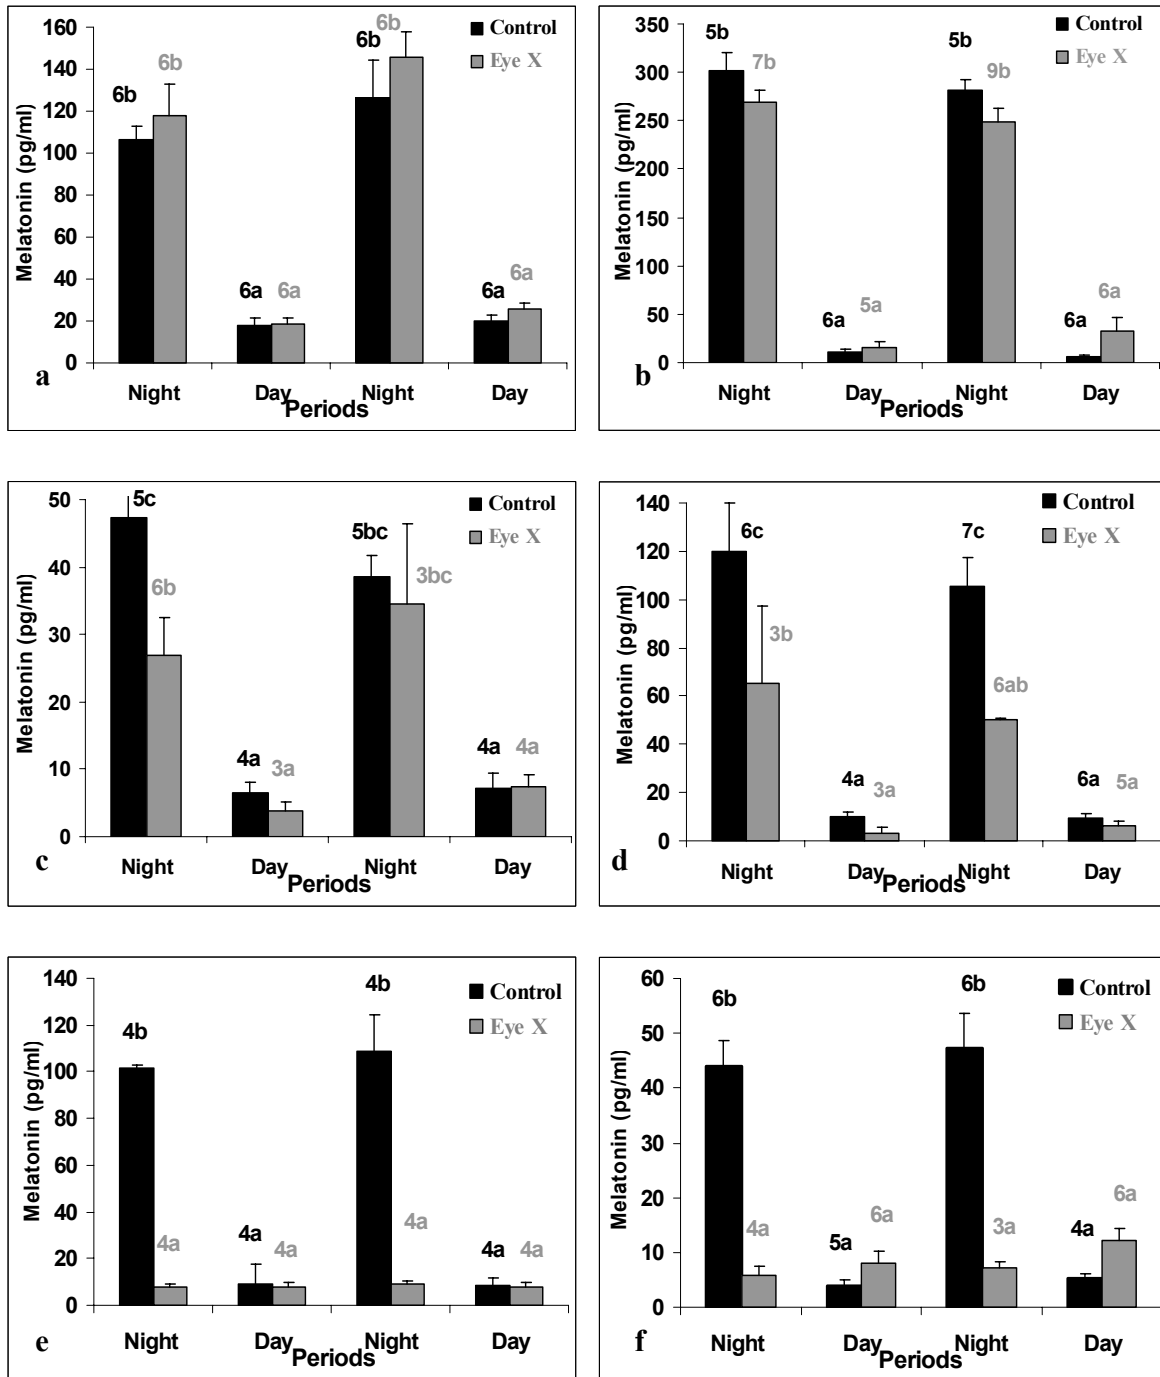 160
140
120
100
80
60
40
20
0
Melatonin (pg/ml)
Control
Eye X
6b
6b
6a
6a
6b
6b
6a
6a
Night
Day
Night
Day
Periods
a
350
300
250
200
150
100
50
0
Melatonin (pg/ml)
Control
Eye X
5b
7b
6a
5a
5b
9b
6a
6a
Night
Day
Night
Day
Periods
b
50
40
30
20
10
0
Melatonin (pg/ml)
Control
Eye X
5c
6b
4a
3a
5bc
3bc
4a
4a
Night
Day
Night
Day
Periods
c
140
120
100
80
60
40
20
0
Melatonin (pg/ml)
Control
Eye X
6c
3b
4a
3a
7c
6ab
6a
5a
Night
Day
Night
Day
Periods
d
140
120
100
80
60
40
20
0
Melatonin (pg/ml)
Control
Eye X
4b
4a
4a
4a
4b
4a
4a
4a
Night
Day
Night
Day
Periods
e
60
50
40
30
20
10
0
Melatonin (pg/ml)
Control
Eye X
6b
4a
5a
6a
6b
3a
4a
6a
Night
Day
Night
Day
Periods
f